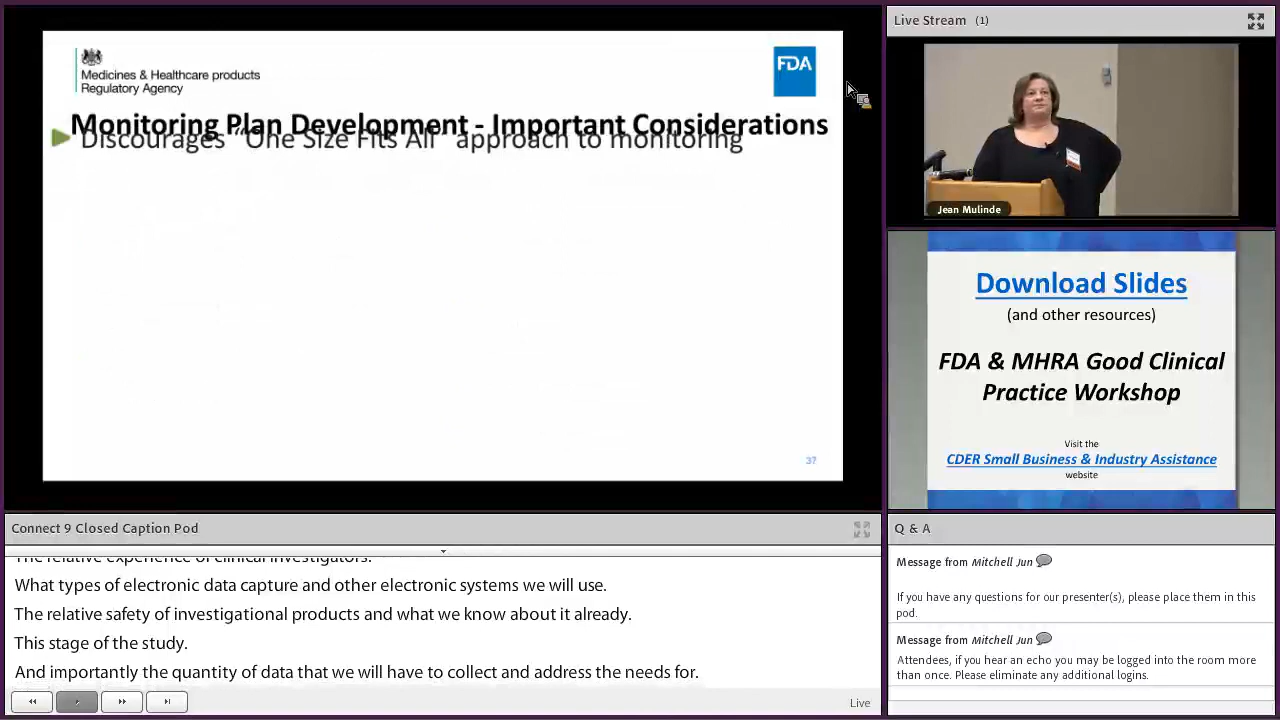 Medicines & Healthcare products
Regulatory Agency
FDA
Monitoring Plan Development - Important Considerations
Discourages "One Size Fits All" approach to monitoring
37
Live Stream (1)
Jean Mulinde
Download Slides
(and other resources)
FDA & MHRA Good Clinical
Practice Workshop
Visit the
CDER Small Business & Industry Assistance
website
Connect 9 Closed Caption Pod
The relative experience of clinical investigators.
What types of electronic data capture and other electronic systems we will use.
The relative safety of investigational products and what we know about it already.
This stage of the study.
And importantly the quantity of data that we will have to collect and address the needs for.
Live
Q & A
Message from Mitchell Jun
If you have any questions for our presenter(s), please place them in this
pod.
Message from Mitchell Jun
Attendees, if you hear an echo you may be logged into the room more
than once. Please eliminate any additional logins.